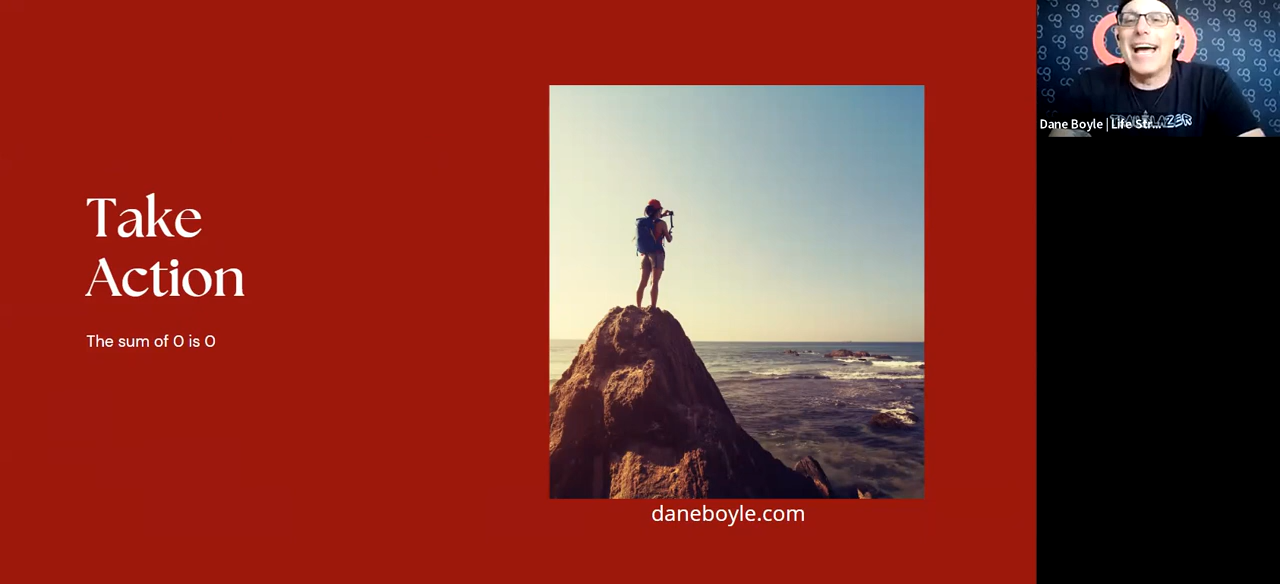 Take
Action
The sum of 0 is 0
daneboyle.com
Dane Boyle | Life Str...